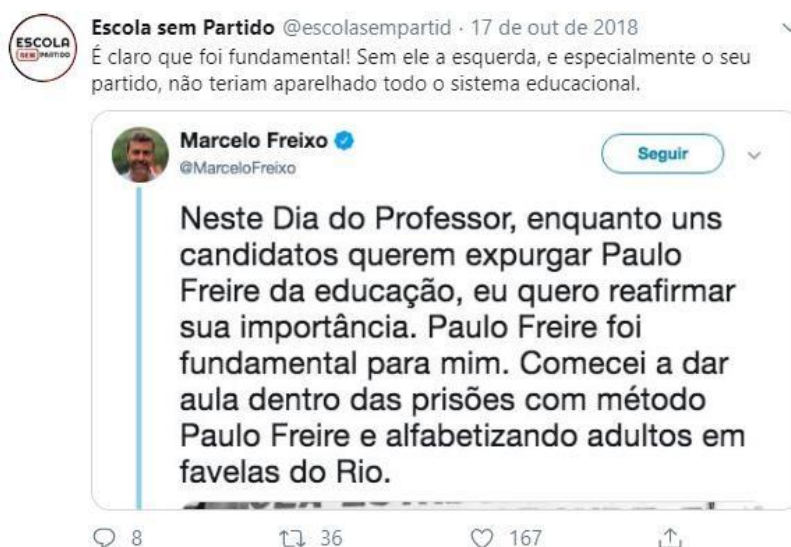 ESCOLA
SEM PARTIDO
Escola sem Partido @escolasempartid · 17 de out de 2018
É claro que foi fundamental! Sem ele a esquerda, e especialmente o seu
partido, não teriam aparelhado todo o sistema educacional.
Marcelo Freixo
@MarceloFreixo
Seguir
Neste Dia do Professor, enquanto uns
candidatos querem expurgar Paulo
Freire da educação, eu quero reafirmar
sua importância. Paulo Freire foi
fundamental para mim. Comecei a dar
aula dentro das prisões com método
Paulo Freire e alfabetizando adultos em
favelas do Rio.
8 36 167